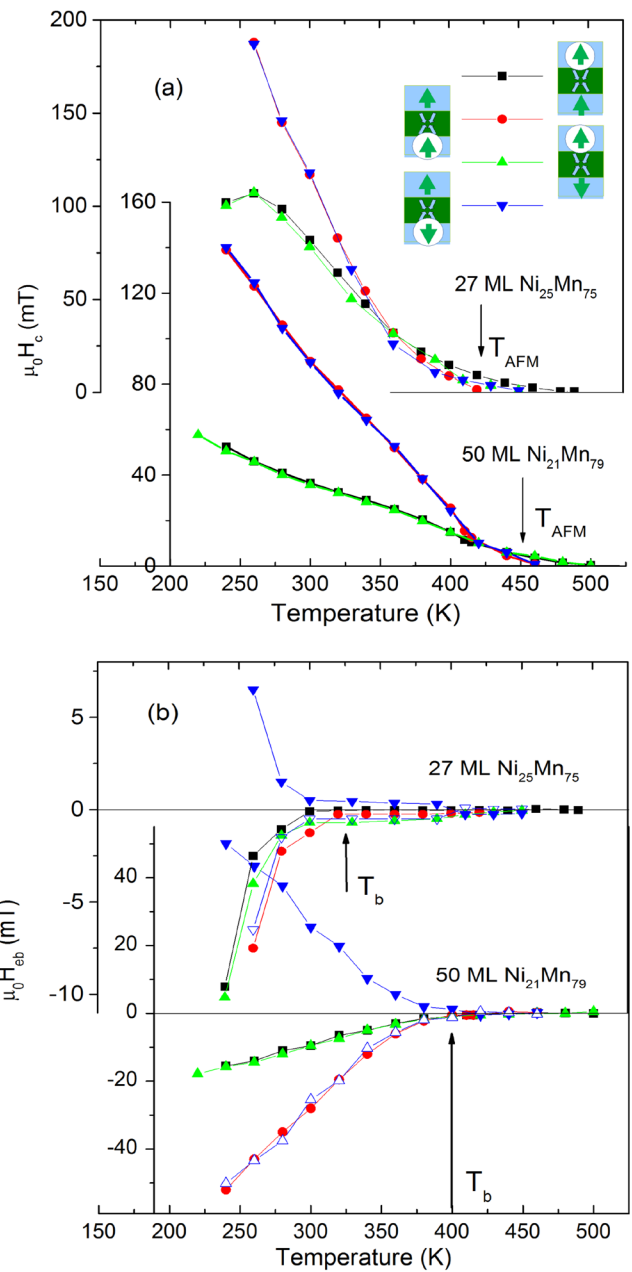 200
(a)
150
160
100
120
27 ML Ni25Mn75
50
TAFM
80
0
50 ML Ni21Mn79
40
TAFM
0
μ0Hc (mT)
150 200 250 300 350 400 450 500
Temperature (K)
(b)
5
27 ML Ni25Mn75
0
40
Tb
-5
20
50 ML Ni21Mn79
-10
0
-20
-40
Tb
μ0Heb (mT)
150 200 250 300 350 400 450 500
Temperature (K)